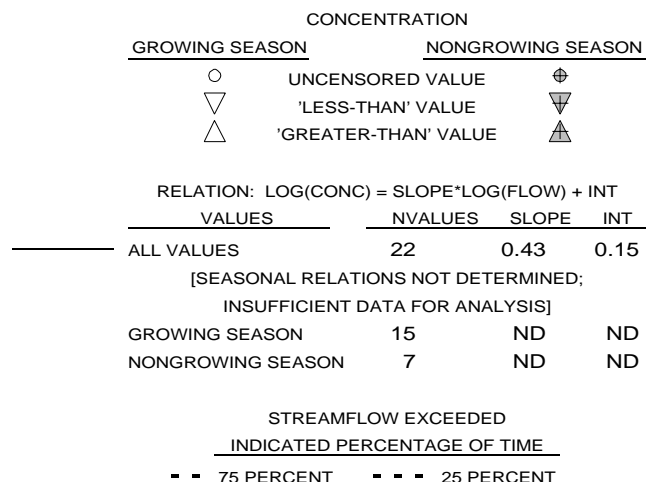 CONCENTRATION
GROWING SEASON NONGROWING SEASON
UNCENSORED VALUE
'LESS-THAN' VALUE
'GREATER-THAN' VALUE
RELATION: LOG(CONC) = SLOPE*LOG(FLOW) + INT
VALUES NVALUES SLOPE INT
ALL VALUES 22 0.43 0.15
[SEASONAL RELATIONS NOT DETERMINED;
INSUFFICIENT DATA FOR ANALYSIS]
GROWING SEASON 15 ND ND
NONGROWING SEASON 7 ND ND
STREAMFLOW EXCEEDED
INDICATED PERCENTAGE OF TIME
75 PERCENT 25 PERCENT